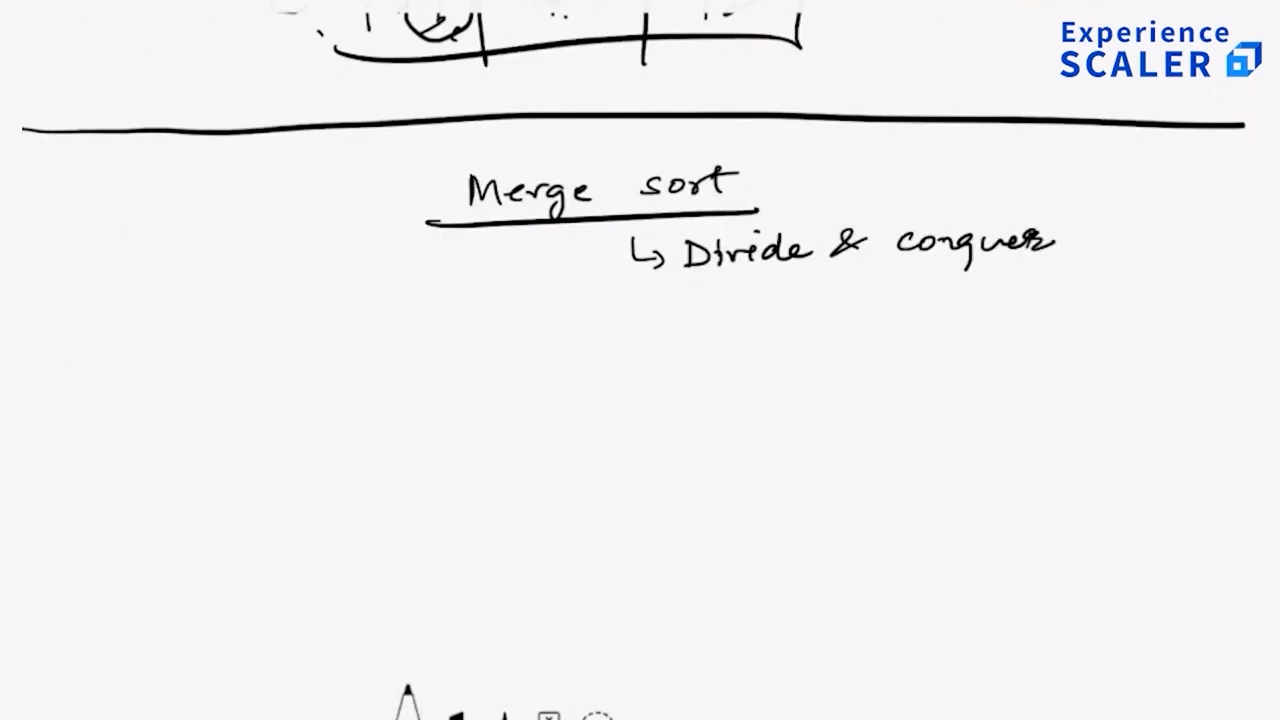 Experience
SCALER
Merge sort
↳ Divide & conquer